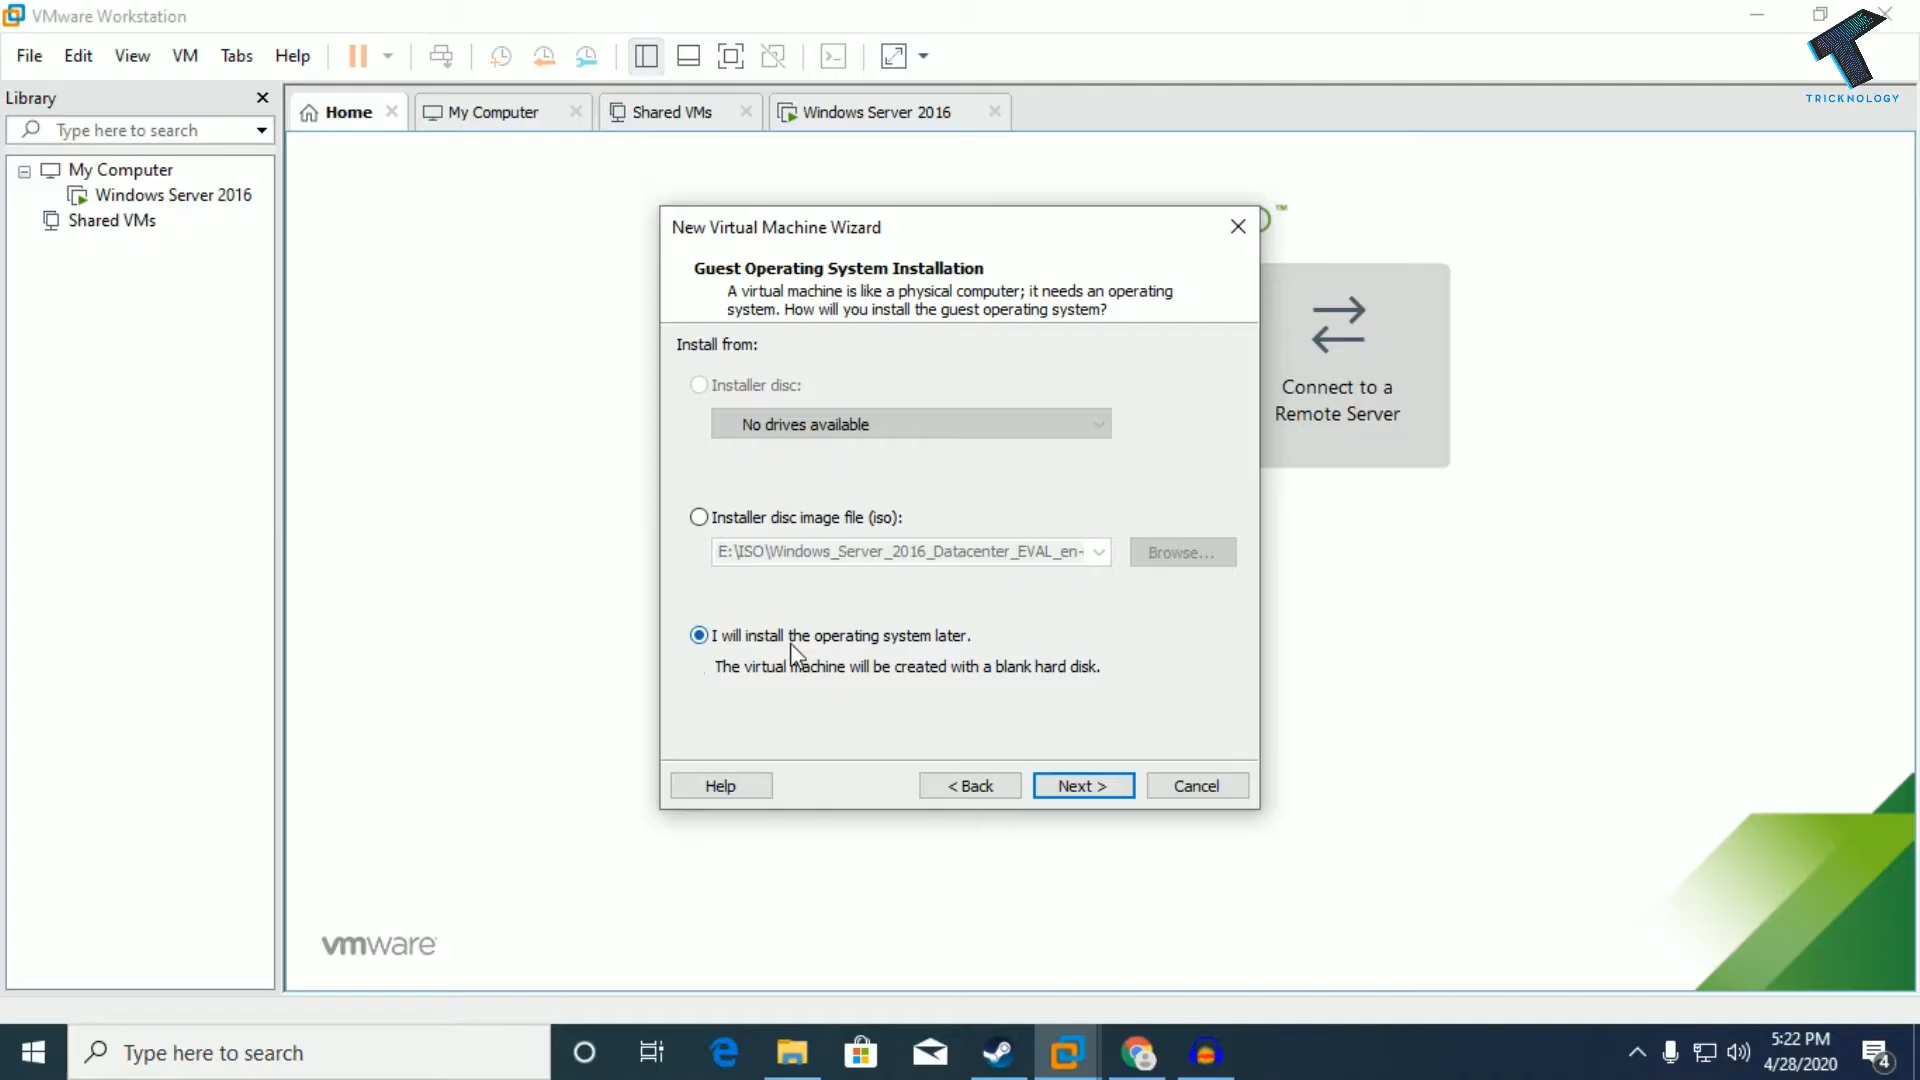 VMware Workstation
File Edit View VM Tabs Help
TRICKNOLOGY
Library
Type here to search
My Computer
Windows Server 2016
Shared VMs
Home
My Computer
Shared VMs
Windows Server 2016
™
New Virtual Machine Wizard
Guest Operating System Installation
A virtual machine is like a physical computer; it needs an operating
system. How will you install the guest operating system?
Install from:
Installer disc:
No drives available
Installer disc image file (iso):
E:\ISO\Windows_Server_2016_Datacenter_EVAL_en-
Browse...
I will install the operating system later.
The virtual machine will be created with a blank hard disk.
Help
< Back
Next >
Cancel
Connect to a
Remote Server
vmware
Type here to search
5:22 PM
4/28/2020
4